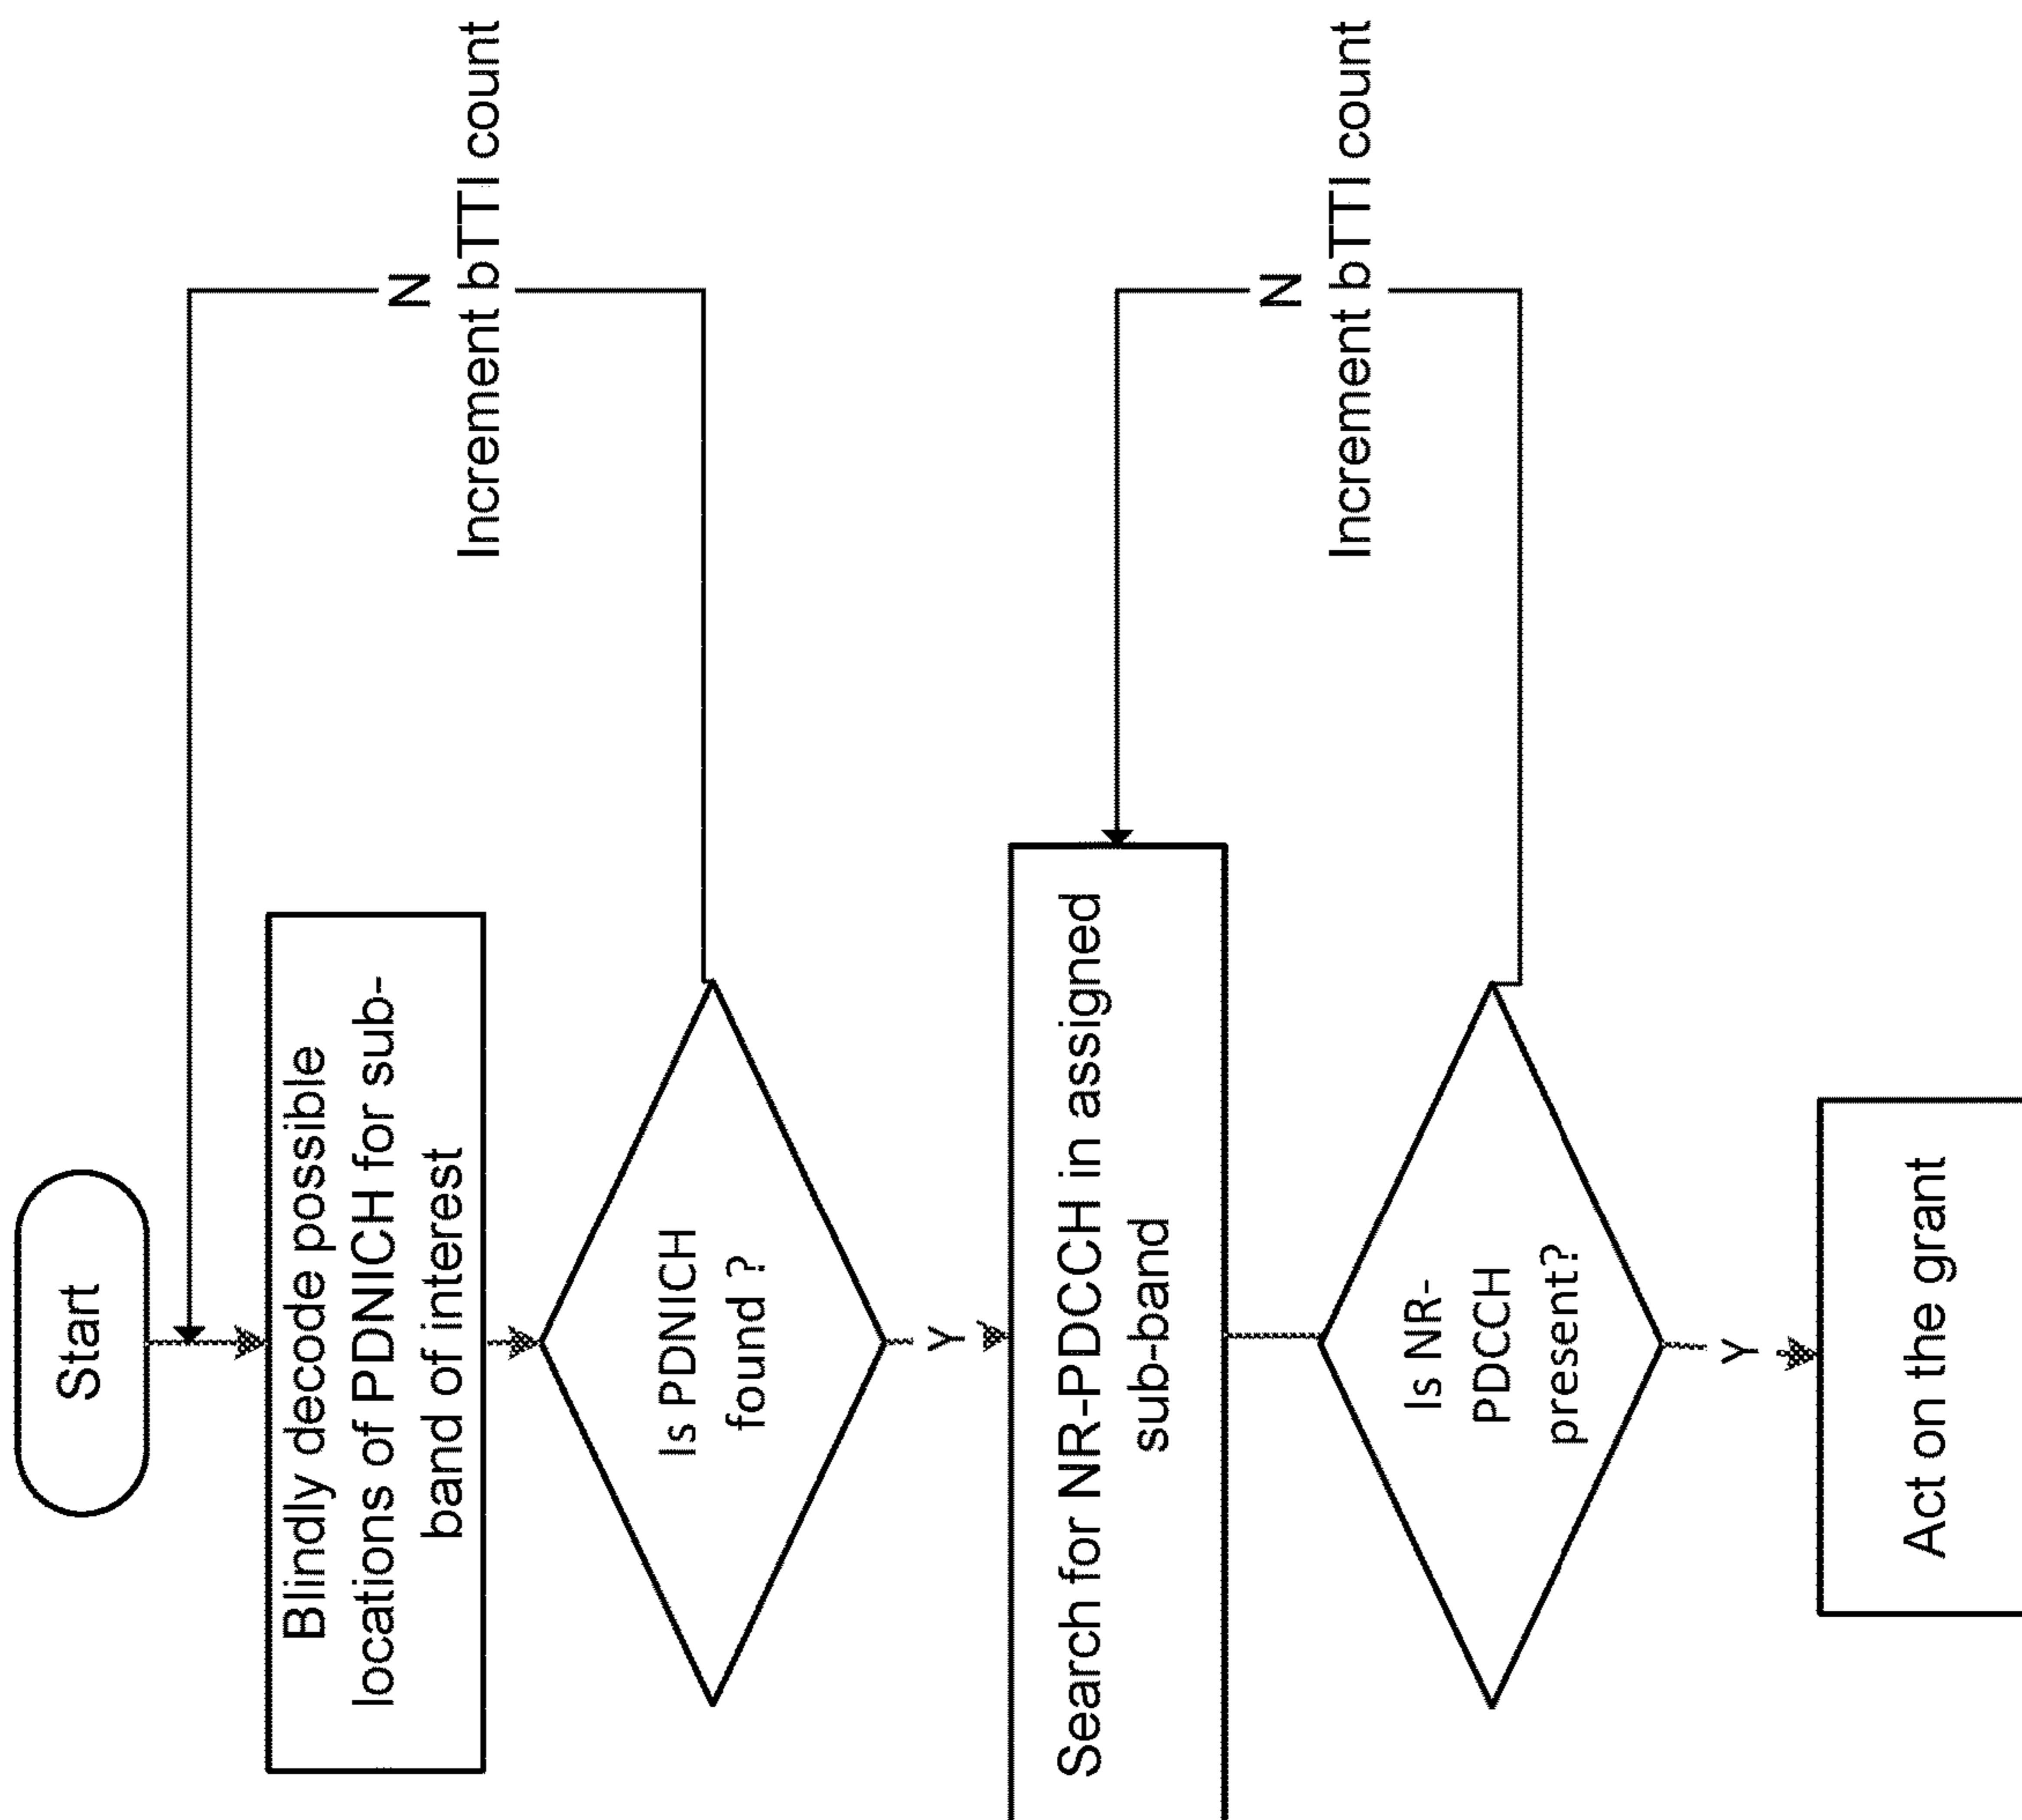 Start
Blindly decode possible
locations of PDNICH for sub-
band of interest
Is PDNICH
found ?
N
Increment bTTI count
Y
Search for NR-PDCCH in assigned
sub-band
Is NR-
PDCCH
present?
N
Increment bTTI count
Y
Act on the grant